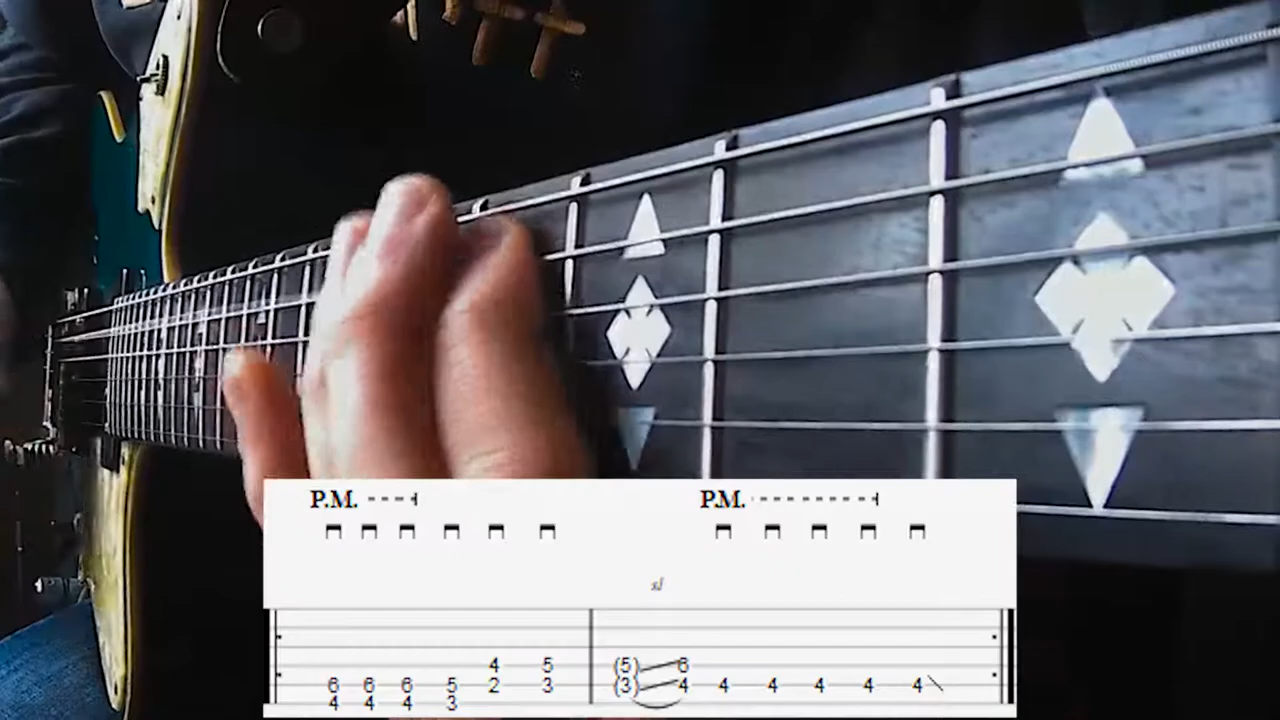 P.M. ----| P.M. -----------|
sl
4 5 (5) 6
6 6 6 5 2 3 (3) 4 4 4 4 4 4
4 4 4 3